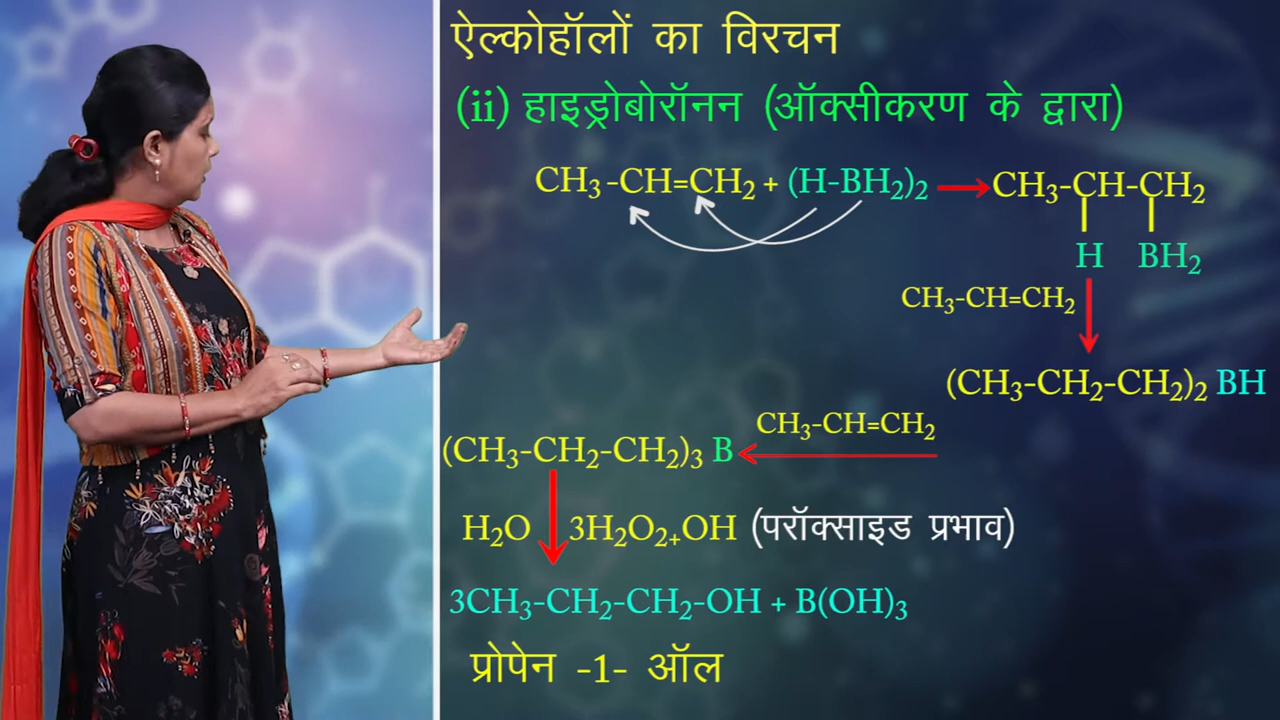 ऐल्कोहॉलों का विरचन
(ii) हाइड्रोबोरॉनन (ऑक्सीकरण के द्वारा)
CH₃-CH=CH₂ + (H-BH₂)₂ → CH₃-CH-CH₂
H BH₂
CH₃-CH=CH₂
(CH₃-CH₂-CH₂)₂ BH
CH₃-CH=CH₂
(CH₃-CH₂-CH₂)₃ B
H₂O 3H₂O₂+OH (परॉक्साइड प्रभाव)
3CH₃-CH₂-CH₂-OH + B(OH)₃
प्रोपेन -1- ऑल